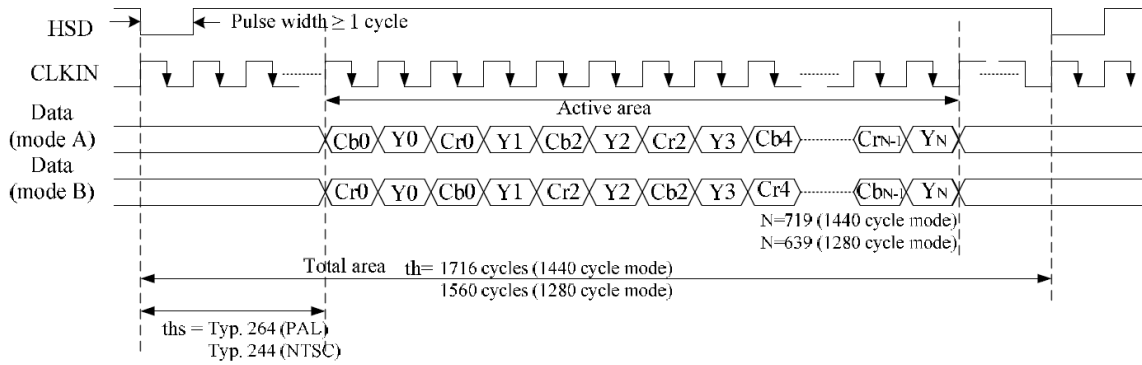 HSD
Pulse width ≥ 1 cycle
CLKIN
Active area
Data
(mode A)
Cb0 Y0 Cr0 Y1 Cb2 Y2 Cr2 Y3 Cb4 CrN-1 YN
Data
(mode B)
Cr0 Y0 Cb0 Y1 Cr2 Y2 Cb2 Y3 Cr4 CbN-1 YN
N=719 (1440 cycle mode)
N=639 (1280 cycle mode)
Total area th= 1716 cycles (1440 cycle mode)
1560 cycles (1280 cycle mode)
ths = Typ. 264 (PAL)
Typ. 244 (NTSC)